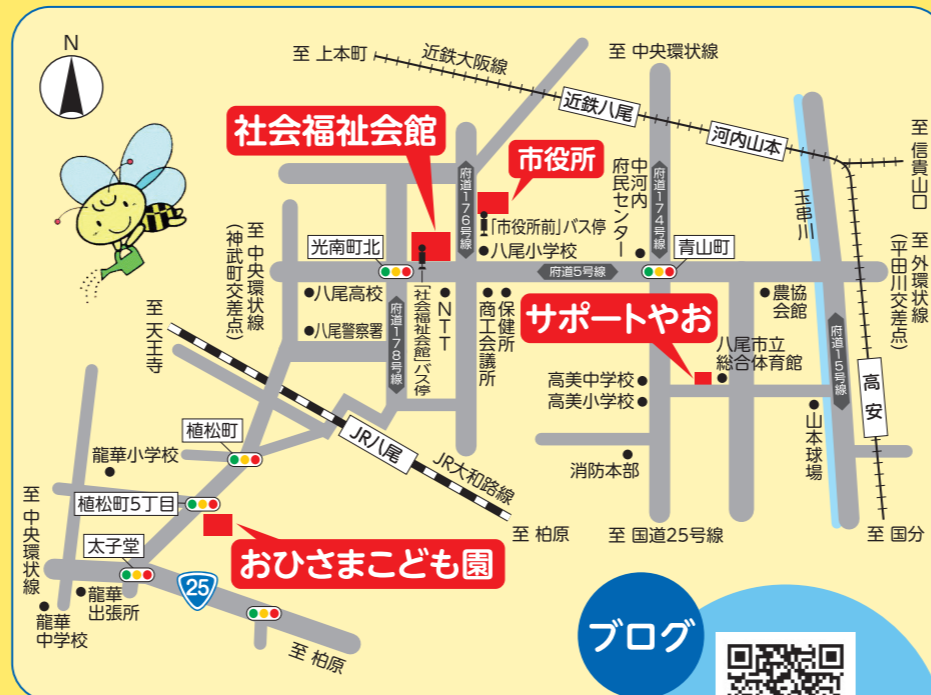 N
至 上本町
近鉄大阪線
至 中央環状線
近鉄八尾
河内山本
至 信貴山口
社会福祉会館
市役所
府道176号線
中河内
府民センター
府道174号線
玉串川
「市役所前」バス停
八尾小学校
光南町北
府道5号線
青山町
至 中央環状線
(神武町交差点)
至 外環状線
(平田川交差点)
八尾高校
八尾警察署
府道178号線
「社会福祉会館」バス停
NTT
商工会議所
保健所
サポートやお
農協
会館
八尾市立
総合体育館
府道15号線
高安
至 天王寺
高美中学校
高美小学校
山本球場
植松町
JR八尾
JR大和路線
龍華小学校
消防本部
植松町5丁目
至 中央環状線
至 柏原
至 国道25号線
至 国分
太子堂
おひさまこども園
25
龍華
出張所
龍華
中学校
至 柏原
ブログ